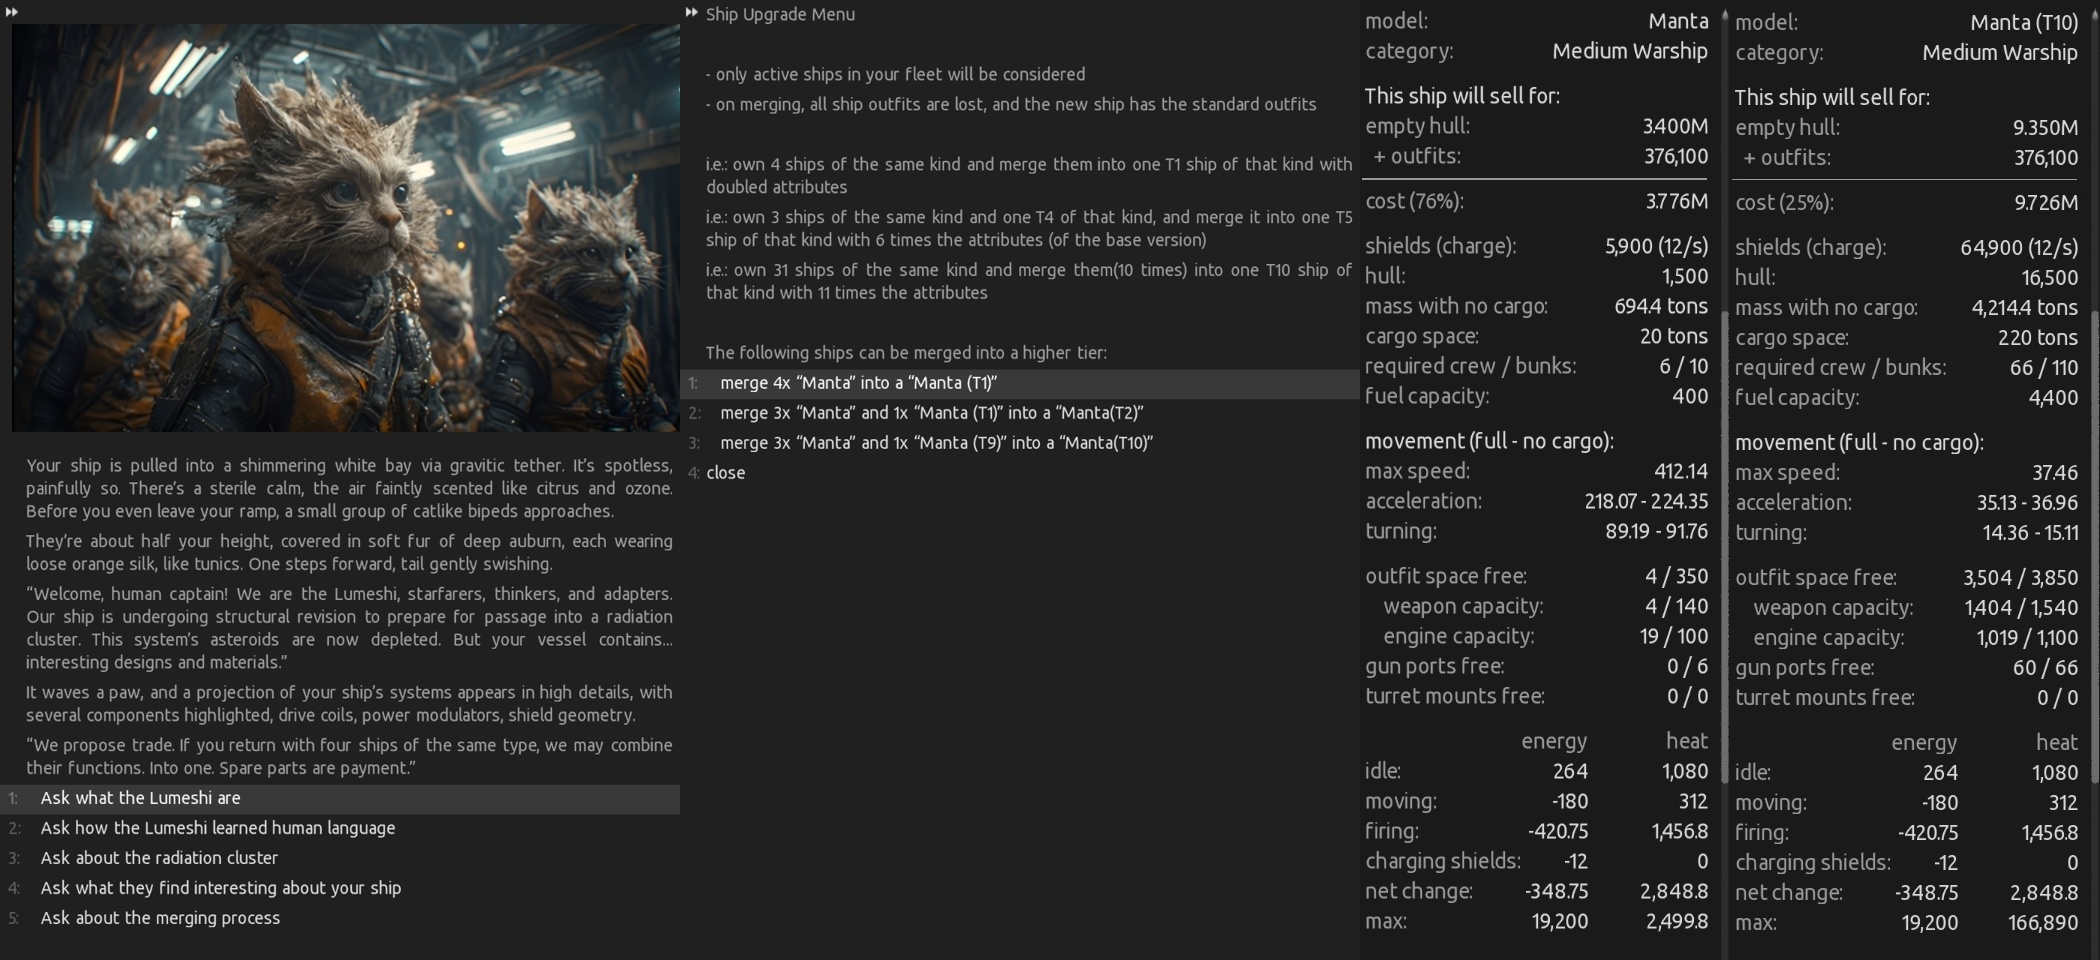 Your ship is pulled into a shimmering white bay via gravitic tether. It's spotless,
painfully so. There's a sterile calm, the air faintly scented like citrus and ozone.
Before you even leave your ramp, a small group of catlike bipeds approaches.
They're about half your height, covered in soft fur of deep auburn, each wearing
loose orange silk, like tunics. One steps forward, tail gently swishing.
“Welcome, human captain! We are the Lumeshi, starfarers, thinkers, and adapters.
Our ship is undergoing structural revision to prepare for passage into a radiation
cluster. This system's asteroids are now depleted. But your vessel contains...
interesting designs and materials.”
It waves a paw, and a projection of your ship's systems appears in high details, with
several components highlighted, drive coils, power modulators, shield geometry.
“We propose trade. If you return with four ships of the same type, we may combine
their functions. Into one. Spare parts are payment.”
1: Ask what the Lumeshi are
2: Ask how the Lumeshi learned human language
3: Ask about the radiation cluster
4: Ask what they find interesting about your ship
5: Ask about the merging process
Ship Upgrade Menu
- only active ships in your fleet will be considered
- on merging, all ship outfits are lost, and the new ship has the standard outfits
i.e.: own 4 ships of the same kind and merge them into one T1 ship of that kind with
doubled attributes
i.e.: own 3 ships of the same kind and one T4 of that kind, and merge it into one T5
ship of that kind with 6 times the attributes (of the base version)
i.e.: own 31 ships of the same kind and merge them(10 times) into one T10 ship of
that kind with 11 times the attributes
The following ships can be merged into a higher tier:
1: merge 4x “Manta” into a “Manta (T1)”
2: merge 3x “Manta” and 1x “Manta (T1)” into a “Manta(T2)”
3: merge 3x “Manta” and 1x “Manta (T9)” into a “Manta(T10)”
4: close
model: Manta
category: Medium Warship
This ship will sell for:
empty hull: 3.400M
+ outfits: 376,100
cost (76%): 3.776M
shields (charge): 5,900 (12/s)
hull: 1,500
mass with no cargo: 694.4 tons
cargo space: 20 tons
required crew / bunks: 6 / 10
fuel capacity: 400
movement (full - no cargo):
max speed: 412.14
acceleration: 218.07 - 224.35
turning: 89.19 - 91.76
outfit space free: 4 / 350
weapon capacity: 4 / 140
engine capacity: 19 / 100
gun ports free: 0 / 6
turret mounts free: 0 / 0
energy heat
idle: 264 1,080
moving: -180 312
firing: -420.75 1,456.8
charging shields: -12 0
net change: -348.75 2,848.8
max: 19,200 2,499.8
model: Manta (T10)
category: Medium Warship
This ship will sell for:
empty hull: 9.350M
+ outfits: 376,100
cost (25%): 9.726M
shields (charge): 64,900 (12/s)
hull: 16,500
mass with no cargo: 4,214.4 tons
cargo space: 220 tons
required crew / bunks: 66 / 110
fuel capacity: 4,400
movement (full - no cargo):
max speed: 37.46
acceleration: 35.13 - 36.96
turning: 14.36 - 15.11
outfit space free: 3,504 / 3,850
weapon capacity: 1,404 / 1,540
engine capacity: 1,019 / 1,100
gun ports free: 60 / 66
turret mounts free: 0 / 0
energy heat
idle: 264 1,080
moving: -180 312
firing: -420.75 1,456.8
charging shields: -12 0
net change: -348.75 2,848.8
max: 19,200 166,890